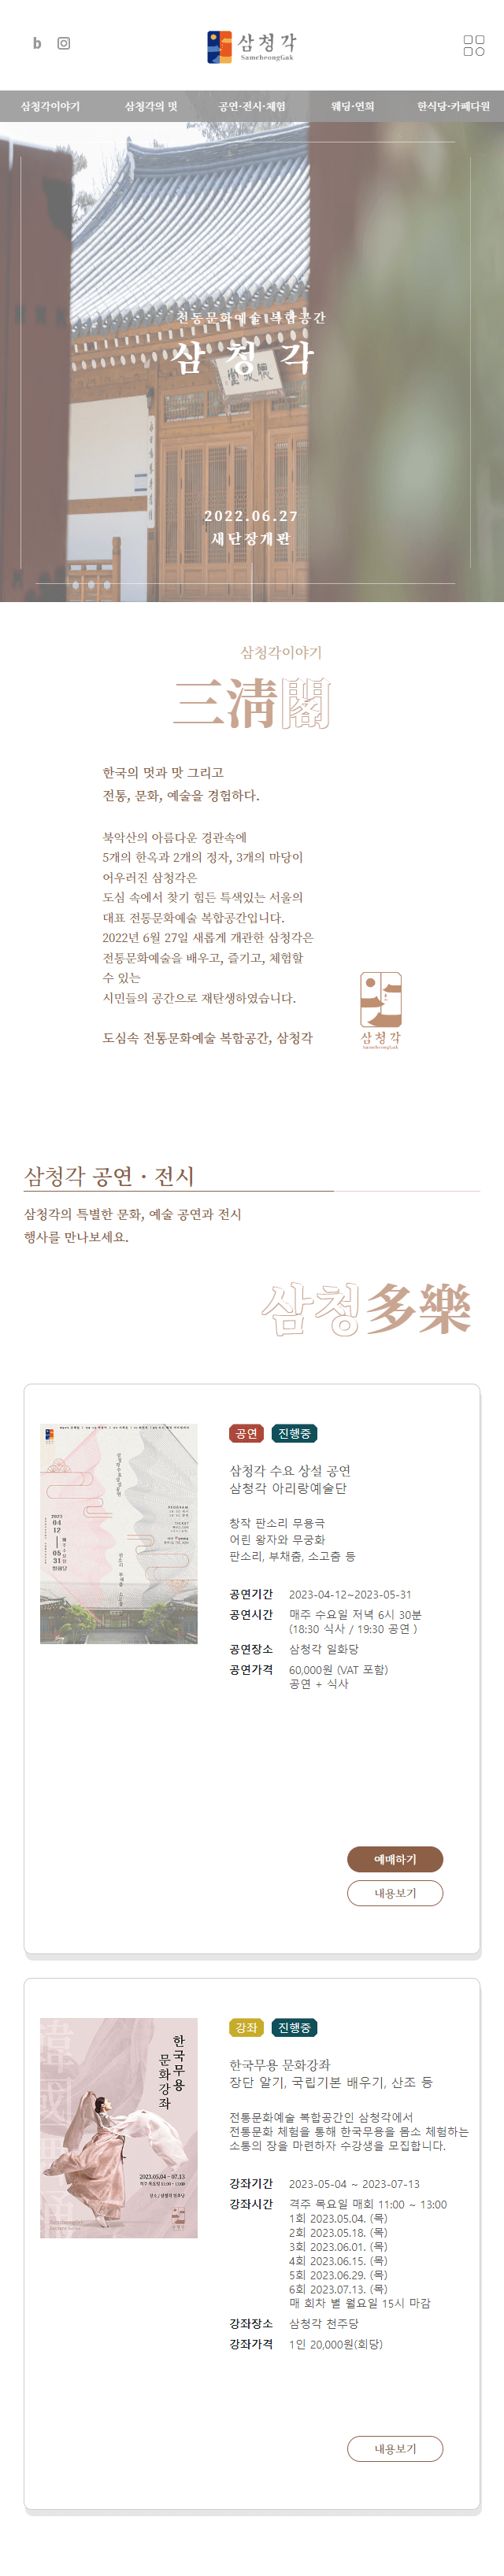 b
삼청각
SamcheongGak
삼청각이야기 삼청각의 멋 공연·전시·체험 웨딩·연희 한식당·카페다원
전통문화예술 복합공간
삼 청 각
2022.06.27
새단장개관
삼청각이야기
三淸閣
한국의 멋과 맛 그리고
전통, 문화, 예술을 경험하다.
북악산의 아름다운 경관속에
5개의 한옥과 2개의 정자, 3개의 마당이
어우러진 삼청각은
도심 속에서 찾기 힘든 특색있는 서울의
대표 전통문화예술 복합공간입니다.
2022년 6월 27일 새롭게 개관한 삼청각은
전통문화예술을 배우고, 즐기고, 체험할
수 있는
시민들의 공간으로 재탄생하였습니다.
도심속 전통문화예술 복합공간, 삼청각
삼청각
SamcheongGak
삼청각 공연 · 전시
삼청각의 특별한 문화, 예술 공연과 전시
행사를 만나보세요.
삼청多樂
2023
04
12
05
31
일화당
PROGRAM
공연 진행중
삼청각 수요 상설 공연
삼청각 아리랑예술단
창작 판소리 무용극
어린 왕자와 무궁화
판소리, 부채춤, 소고춤 등
공연기간 2023-04-12~2023-05-31
공연시간 매주 수요일 저녁 6시 30분
(18:30 식사 / 19:30 공연 )
공연장소 삼청각 일화당
공연가격 60,000원 (VAT 포함)
공연 + 식사
예매하기
내용보기
한국무용
문화강좌
2023.05.04 - 07.13
강좌 진행중
한국무용 문화강좌
장단 알기, 국립기본 배우기, 산조 등
전통문화예술 복합공간인 삼청각에서
전통문화 체험을 통해 한국무용을 몸소 체험하는
소통의 장을 마련하자 수강생을 모집합니다.
강좌기간 2023-05-04 ~ 2023-07-13
강좌시간 격주 목요일 매회 11:00 ~ 13:00
1회 2023.05.04. (목)
2회 2023.05.18. (목)
3회 2023.06.01. (목)
4회 2023.06.15. (목)
5회 2023.06.29. (목)
6회 2023.07.13. (목)
매 회차 별 월요일 15시 마감
강좌장소 삼청각 천추당
강좌가격 1인 20,000원(회당)
내용보기